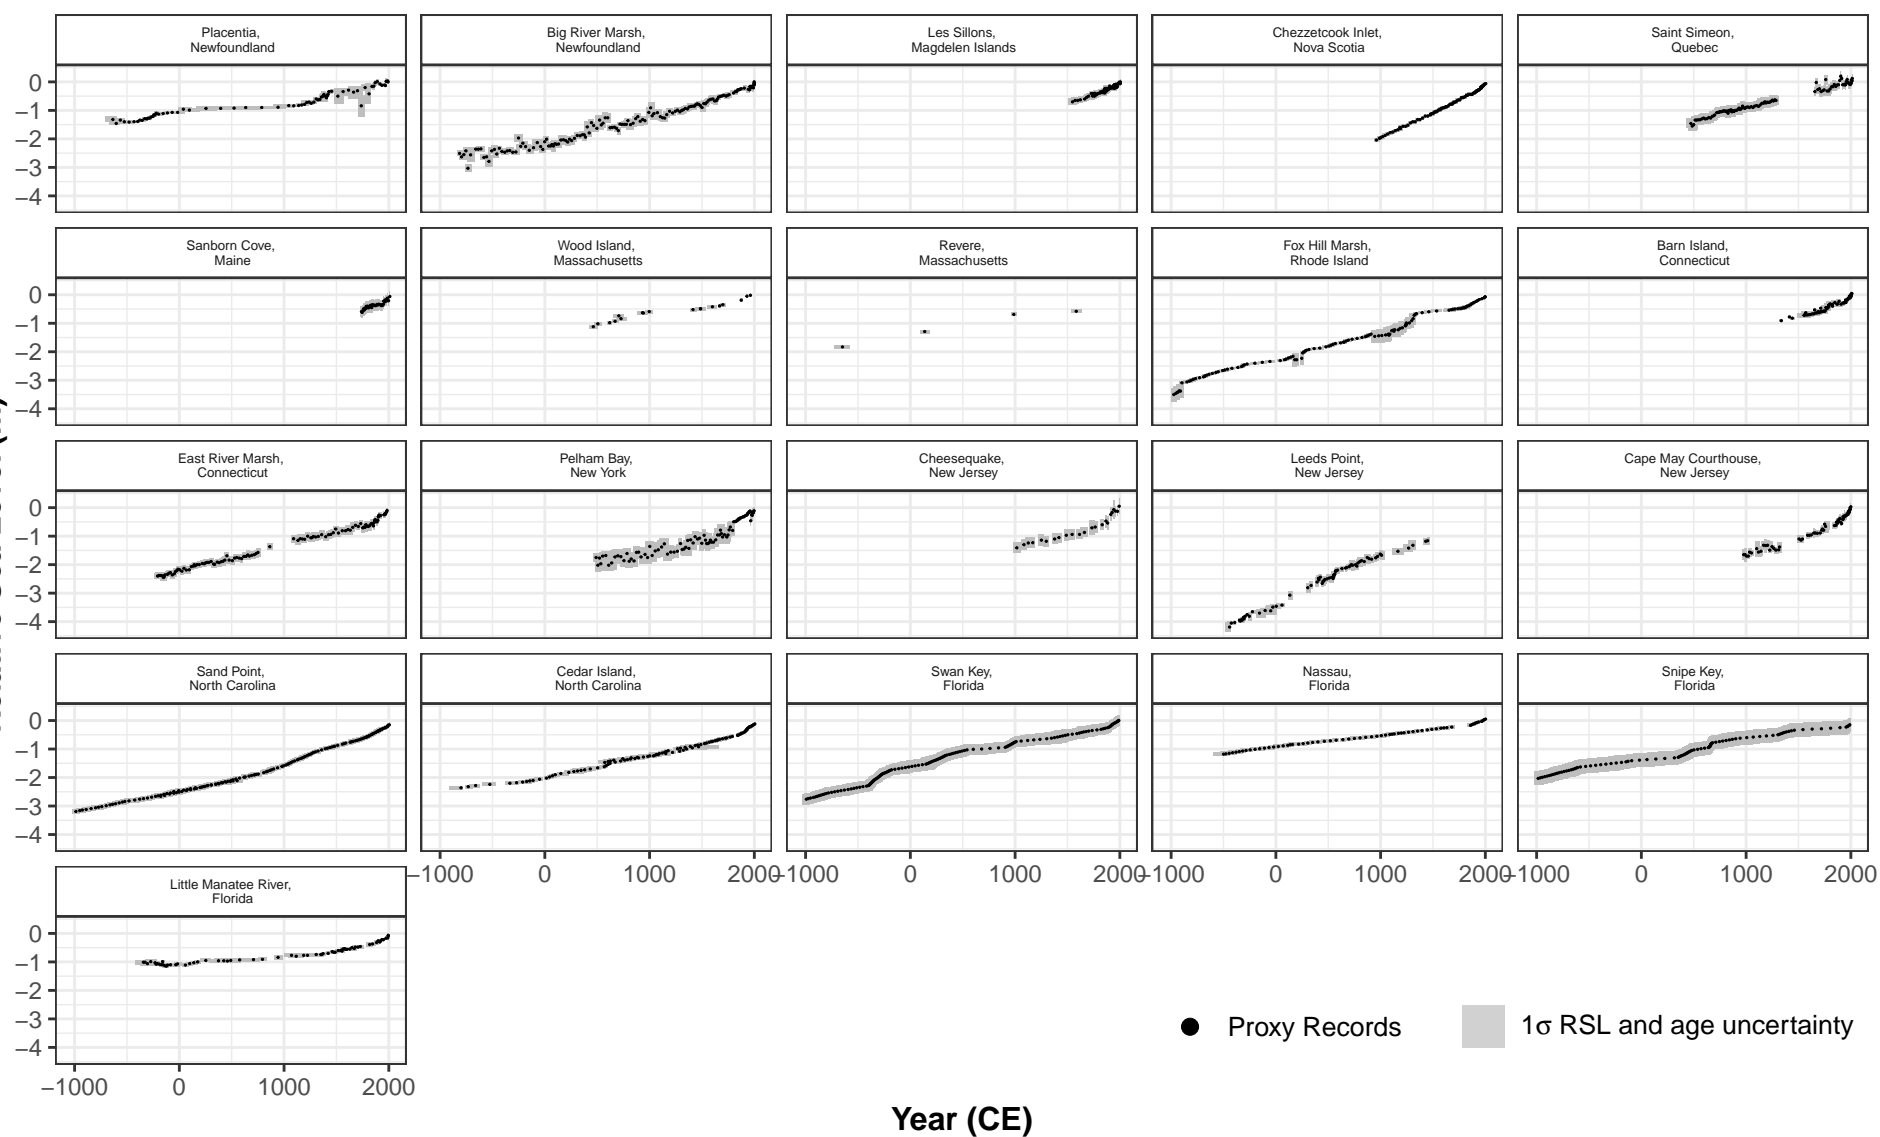 Placentia,
Newfoundland
Big River Marsh,
Newfoundland
Les Sillons,
Magdelen Islands
Chezzetcook Inlet,
Nova Scotia
Saint Simeon,
Quebec
0
−1
−2
−3
−4
Sanborn Cove,
Maine
Wood Island,
Massachusetts
Revere,
Massachusetts
Fox Hill Marsh,
Rhode Island
Barn Island,
Connecticut
0
−1
−2
−3
−4
East River Marsh,
Connecticut
Pelham Bay,
New York
Cheesequake,
New Jersey
Leeds Point,
New Jersey
Cape May Courthouse,
New Jersey
0
−1
−2
−3
−4
Sand Point,
North Carolina
Cedar Island,
North Carolina
Swan Key,
Florida
Nassau,
Florida
Snipe Key,
Florida
0
−1
−2
−3
−4
−1000 0 1000 2000
−1000 0 1000 2000
−1000 0 1000 2000
−1000 0 1000 2000
Little Manatee River,
Florida
0
−1
−2
−3
−4
−1000 0 1000 2000
Proxy Records
1σ RSL and age uncertainty
Year (CE)